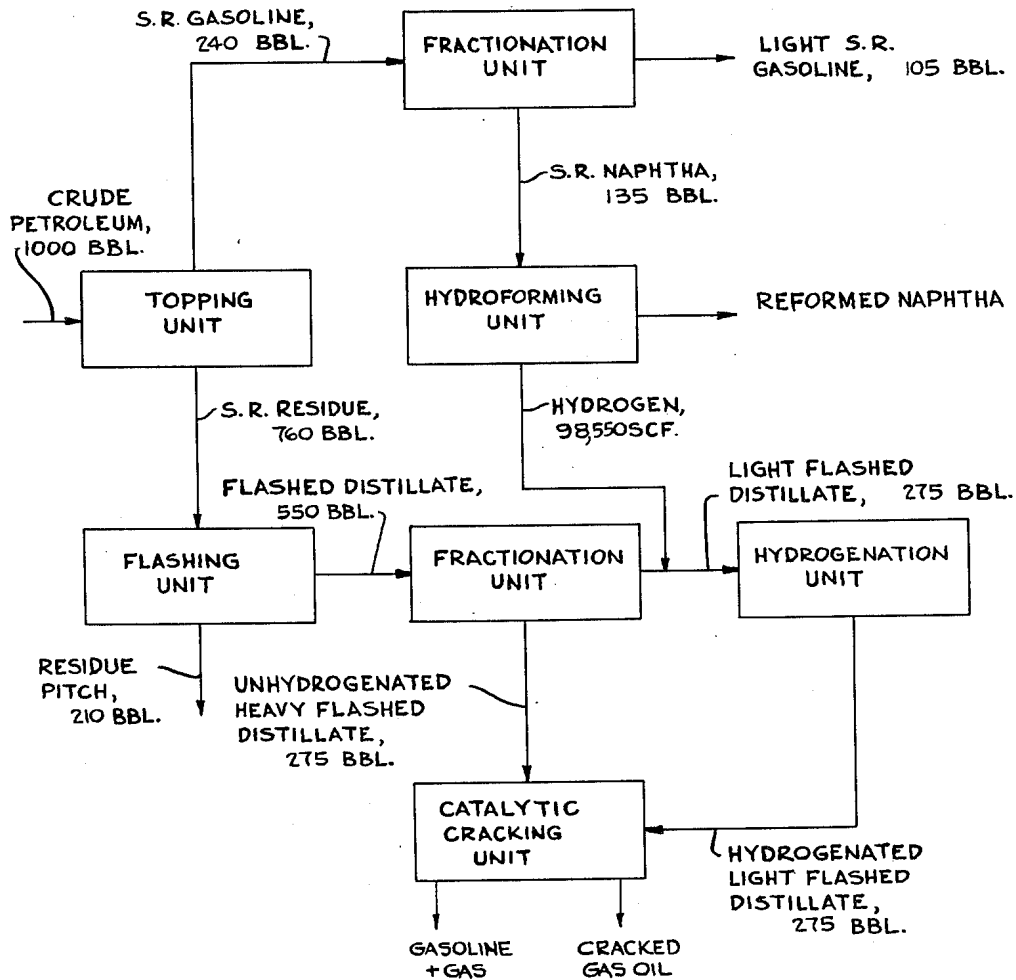 S.R. GASOLINE,
240 BBL.
FRACTIONATION
UNIT
LIGHT S.R.
GASOLINE, 105 BBL.
S.R. NAPHTHA,
135 BBL.
CRUDE
PETROLEUM,
1000 BBL.
TOPPING
UNIT
HYDROFORMING
UNIT
REFORMED NAPHTHA
S.R. RESIDUE,
760 BBL.
HYDROGEN,
98,550 SCF.
FLASHED DISTILLATE,
550 BBL.
LIGHT FLASHED
DISTILLATE, 275 BBL.
FLASHING
UNIT
FRACTIONATION
UNIT
HYDROGENATION
UNIT
RESIDUE
PITCH,
210 BBL.
UNHYDROGENATED
HEAVY FLASHED
DISTILLATE,
275 BBL.
CATALYTIC
CRACKING
UNIT
HYDROGENATED
LIGHT FLASHED
DISTILLATE,
275 BBL.
GASOLINE
+ GAS
CRACKED
GAS OIL